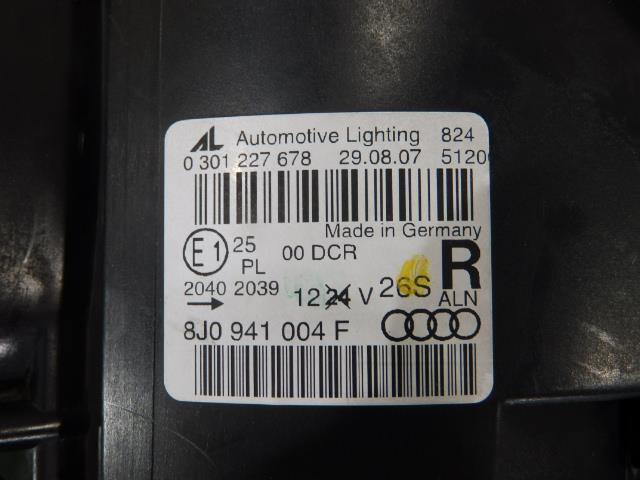 AL Automotive Lighting 824
0 301 227 678 29.08.07 5120
Made in Germany
E1 25 PL 00 DCR
R
2040 2039 12 24 V 26S ALN
8J0 941 004 F